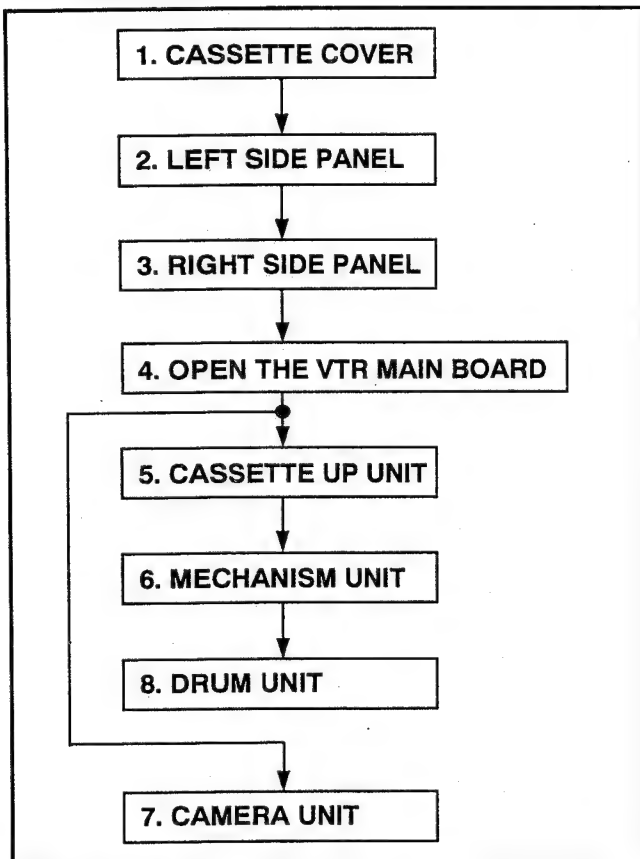 1. CASSETTE COVER
2. LEFT SIDE PANEL
3. RIGHT SIDE PANEL
4. OPEN THE VTR MAIN BOARD
5. CASSETTE UP UNIT
6. MECHANISM UNIT
8. DRUM UNIT
7. CAMERA UNIT